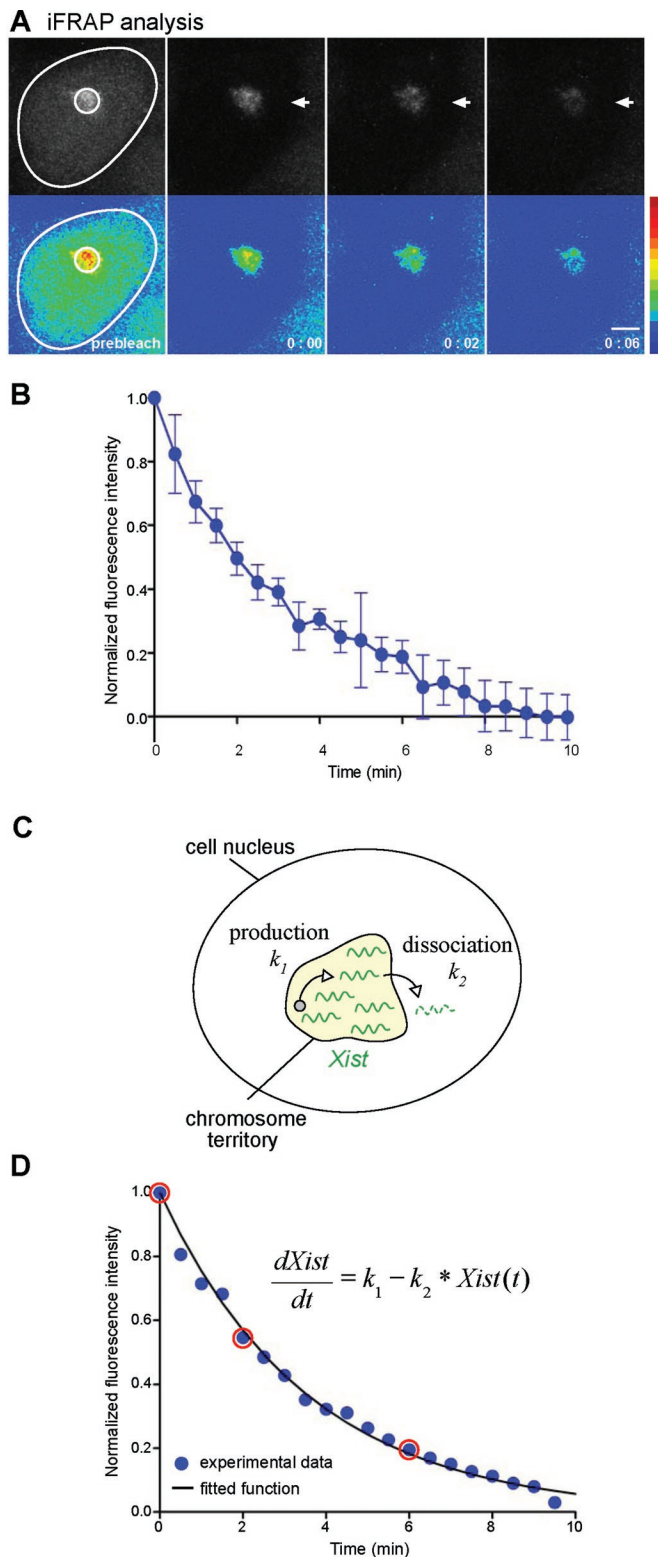 A iFRAP analysis
prebleach
0 : 00
0 : 02
0 : 06
B
Normalized fluorescence intensity
1.0
0.8
0.6
0.4
0.2
0.0
0 2 4 6 8 10
Time (min)
C
cell nucleus
production
k1
dissociation
k2
Xist
chromosome
territory
D
Normalized fluorescence intensity
1.0
0.8
0.6
0.4
0.2
0.0
dXist
dt
= k1 − k2 * Xist(t)
experimental data
fitted function
0 2 4 6 8 10
Time (min)